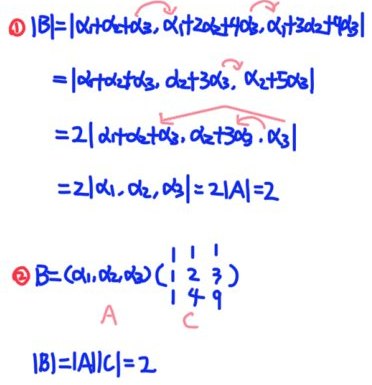 ① |B|=|α₁+α₂+α₃, α₁+2α₂+4α₃, α₁+3α₂+9α₃|
=|α₁+α₂+α₃, α₂+3α₃, α₂+5α₃|
=2|α₁+α₂+α₃, α₂+3α₃, α₃|
=2|α₁, α₂, α₃|=2|A|=2
1 1 1
② B=(α₁,α₂,α₃)(1 2 3)
1 4 9
A C
|B|=|A||C|=2